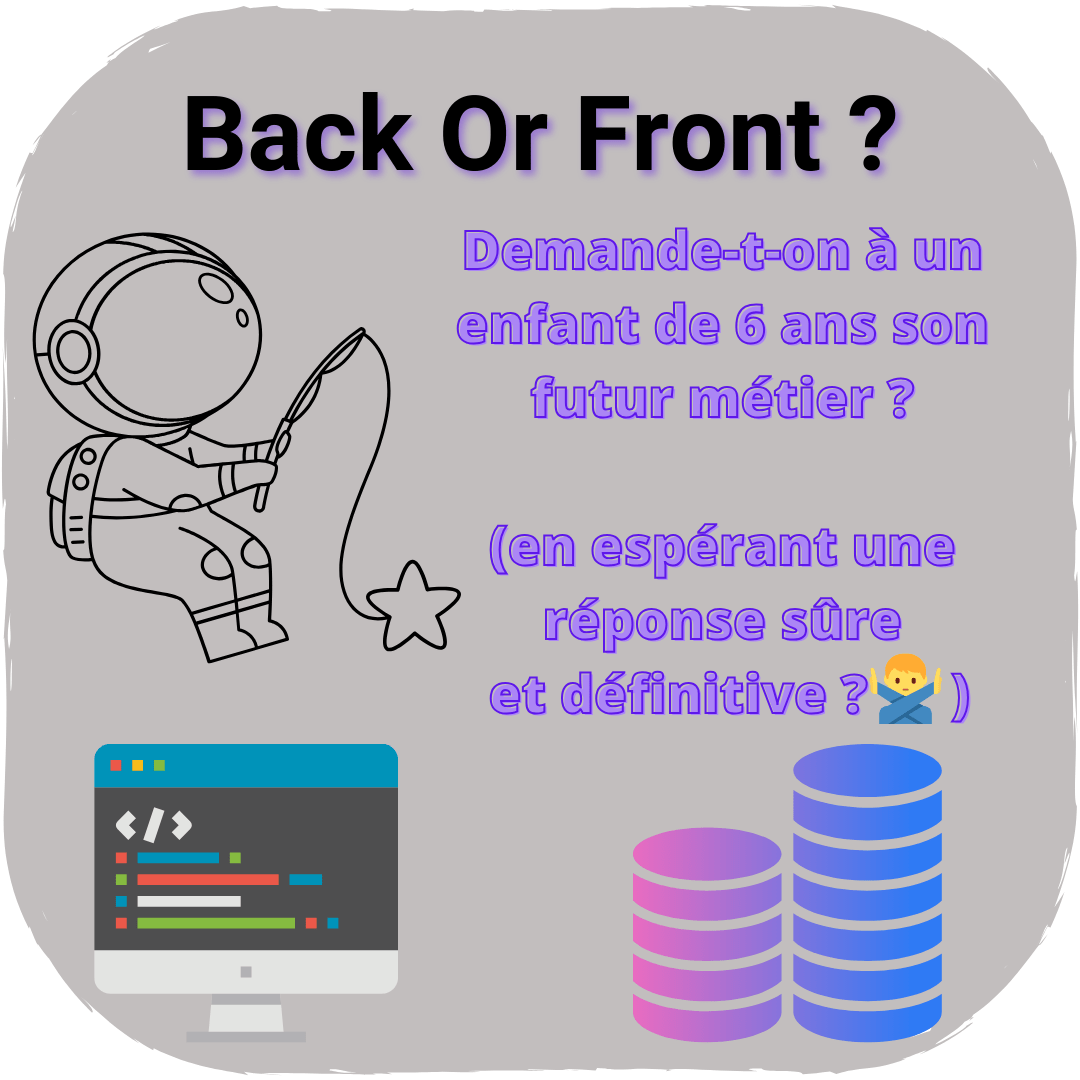 Back Or Front ?
Demande-t-on à un
enfant de 6 ans son
futur métier ?
(en espérant une
réponse sûre
et définitive ?🙅‍♂️ )
</>